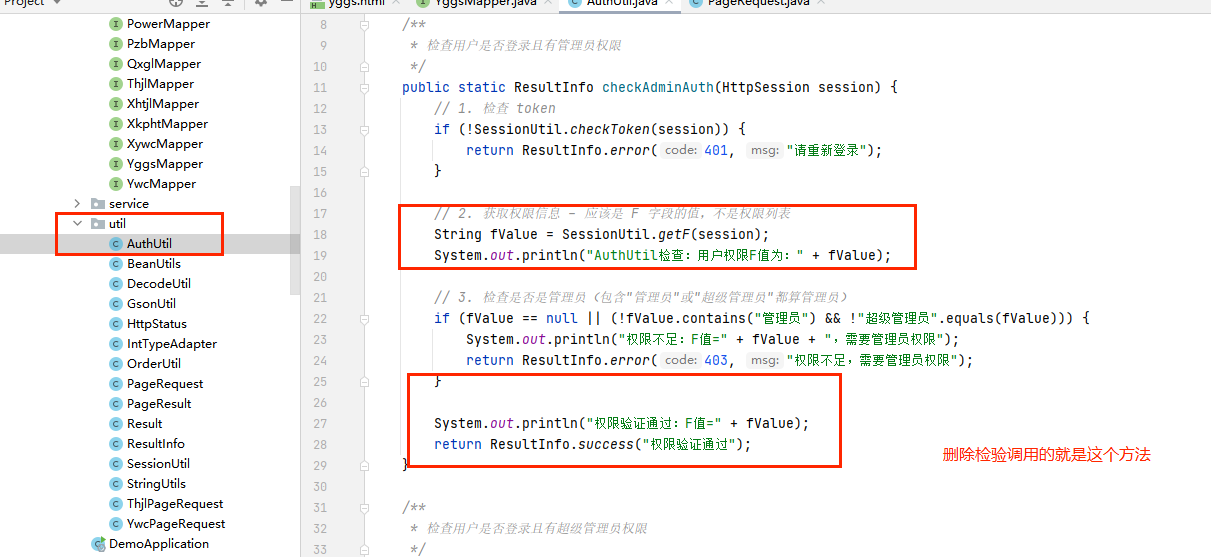 Project
yggs.html
YggsMapper.java
AuthUtil.java
PageRequest.java
PowerMapper
PzbMapper
QxglMapper
ThjlMapper
XhtjlMapper
XkphtMapper
XywcMapper
YggsMapper
YwcMapper
service
util
AuthUtil
BeanUtils
DecodeUtil
GsonUtil
HttpStatus
IntTypeAdapter
OrderUtil
PageRequest
PageResult
Result
ResultInfo
SessionUtil
StringUtils
ThjlPageRequest
YwcPageRequest
DemoApplication
8 /**
9 * 检查用户是否登录且有管理员权限
10 */
11 public static ResultInfo checkAdminAuth(HttpSession session) {
12 // 1. 检查 token
13 if (!SessionUtil.checkToken(session)) {
14 return ResultInfo.error( code: 401, msg: "请重新登录");
15 }
16
17 // 2. 获取权限信息 - 应该是 F 字段的值，不是权限列表
18 String fValue = SessionUtil.getF(session);
19 System.out.println("AuthUtil检查：用户权限F值为：" + fValue);
20
21 // 3. 检查是否是管理员（包含"管理员"或"超级管理员"都算管理员）
22 if (fValue == null || (!fValue.contains("管理员") && !"超级管理员".equals(fValue))) {
23 System.out.println("权限不足：F值=" + fValue + "，需要管理员权限");
24 return ResultInfo.error( code: 403, msg: "权限不足，需要管理员权限");
25 }
26
27 System.out.println("权限验证通过：F值=" + fValue);
28 return ResultInfo.success("权限验证通过");
29 }
30
31 /**
32 * 检查用户是否登录且有超级管理员权限
33 */
删除检验调用的就是这个方法